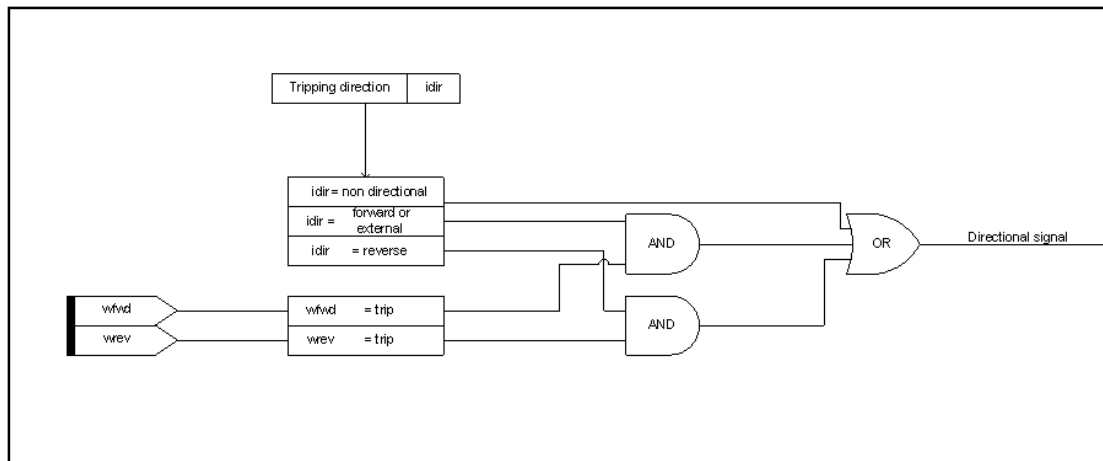 Tripping direction idir
idir = non directional
idir = forward or
external
idir = reverse
AND
OR
Directional signal
wfwd
wfwd = trip
AND
wrev
wrev = trip